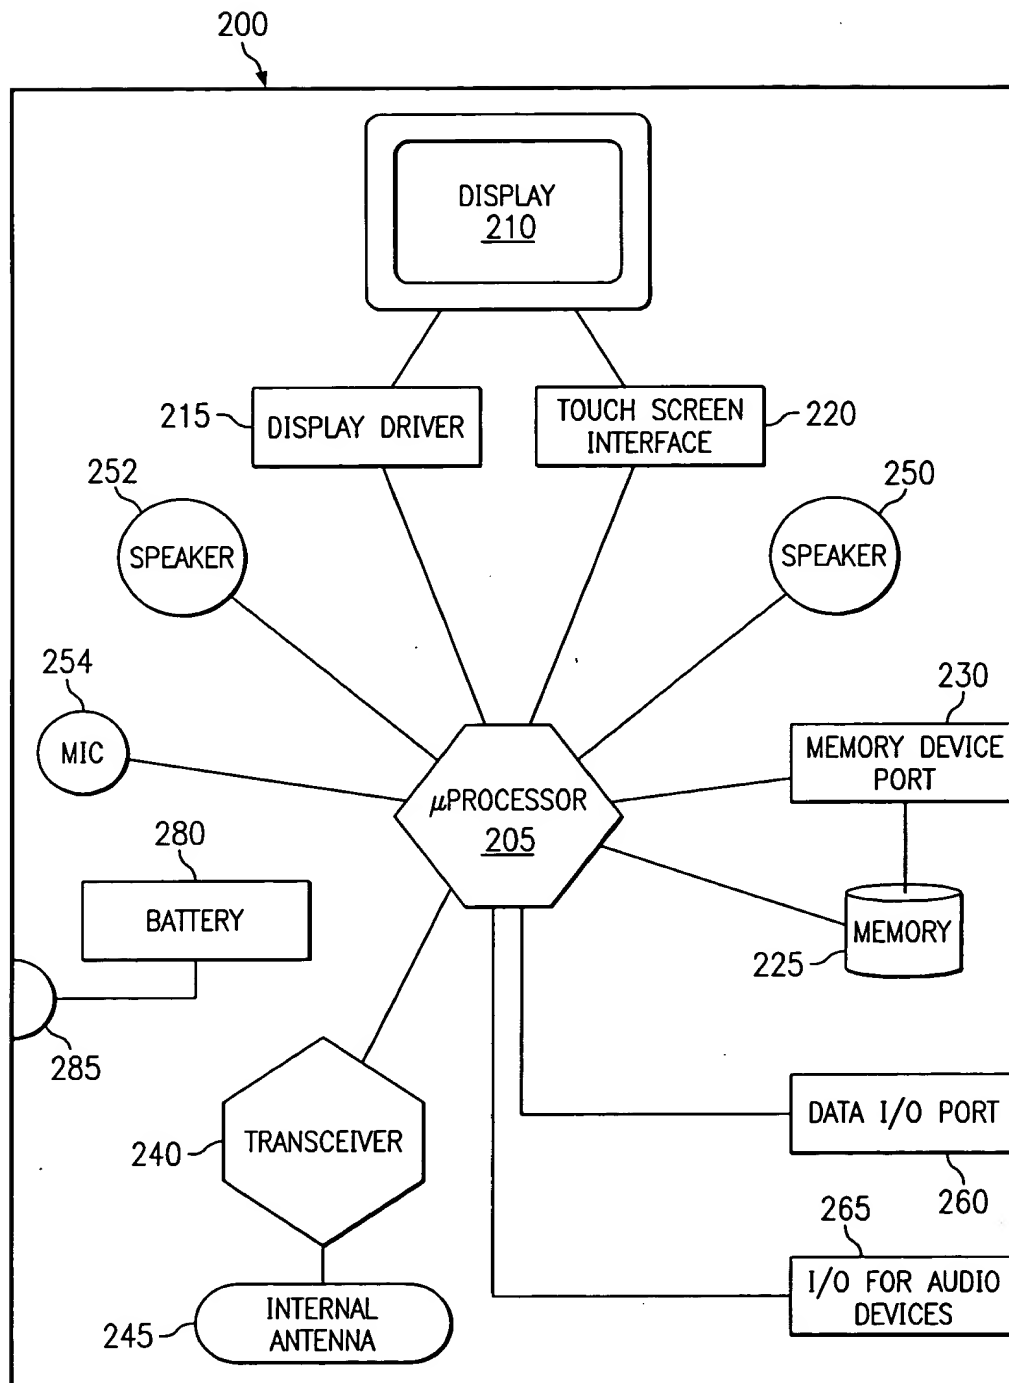 200
DISPLAY
210
215
DISPLAY DRIVER
TOUCH SCREEN
INTERFACE
220
252
SPEAKER
250
SPEAKER
254
MIC
230
MEMORY DEVICE
PORT
μPROCESSOR
205
280
BATTERY
MEMORY
225
285
240
TRANSCEIVER
DATA I/O PORT
260
265
I/O FOR AUDIO
DEVICES
245
INTERNAL
ANTENNA